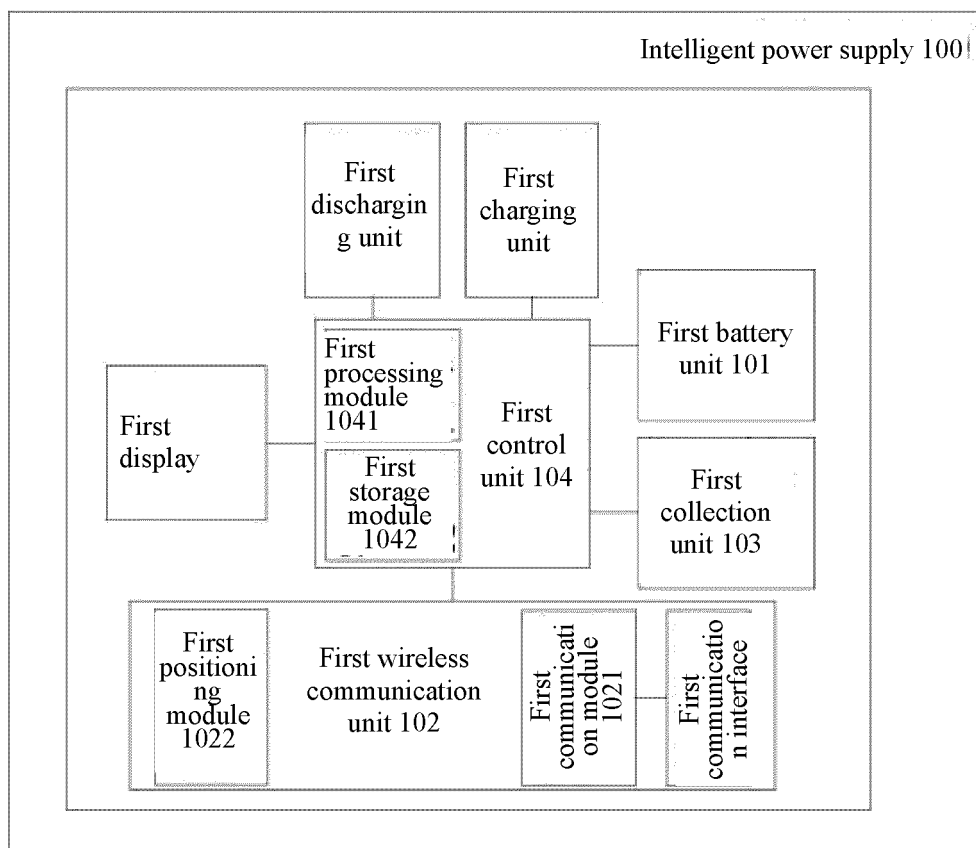 Intelligent power supply 100
First
dischargin
g unit
First
charging
unit
First battery
unit 101
First
processing
module
1041
First
control
unit 104
First
display
First
storage
module
1042
First
collection
unit 103
First
positioni
ng
module
1022
First wireless
communication
unit 102
First
communicati
on module
1021
First
communicatio
n interface